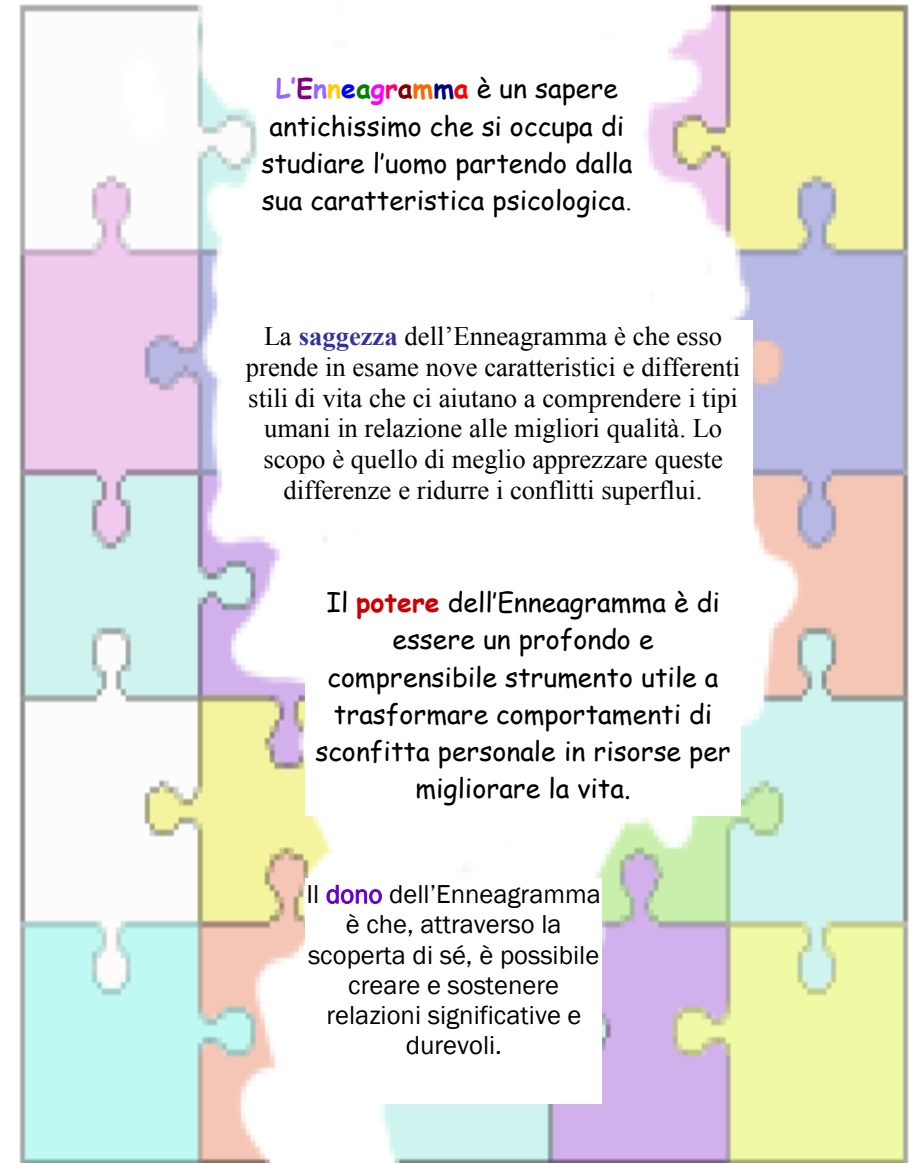 L'Enneagramma è un sapere
antichissimo che si occupa di
studiare l'uomo partendo dalla
sua caratteristica psicologica.
La saggezza dell'Enneagramma è che esso
prende in esame nove caratteristici e differenti
stili di vita che ci aiutano a comprendere i tipi
umani in relazione alle migliori qualità. Lo
scopo è quello di meglio apprezzare queste
differenze e ridurre i conflitti superflui.
Il potere dell'Enneagramma è di
essere un profondo e
comprensibile strumento utile a
trasformare comportamenti di
sconfitta personale in risorse per
migliorare la vita.
Il dono dell'Enneagramma
è che, attraverso la
scoperta di sé, è possibile
creare e sostenere
relazioni significative e
durevoli.